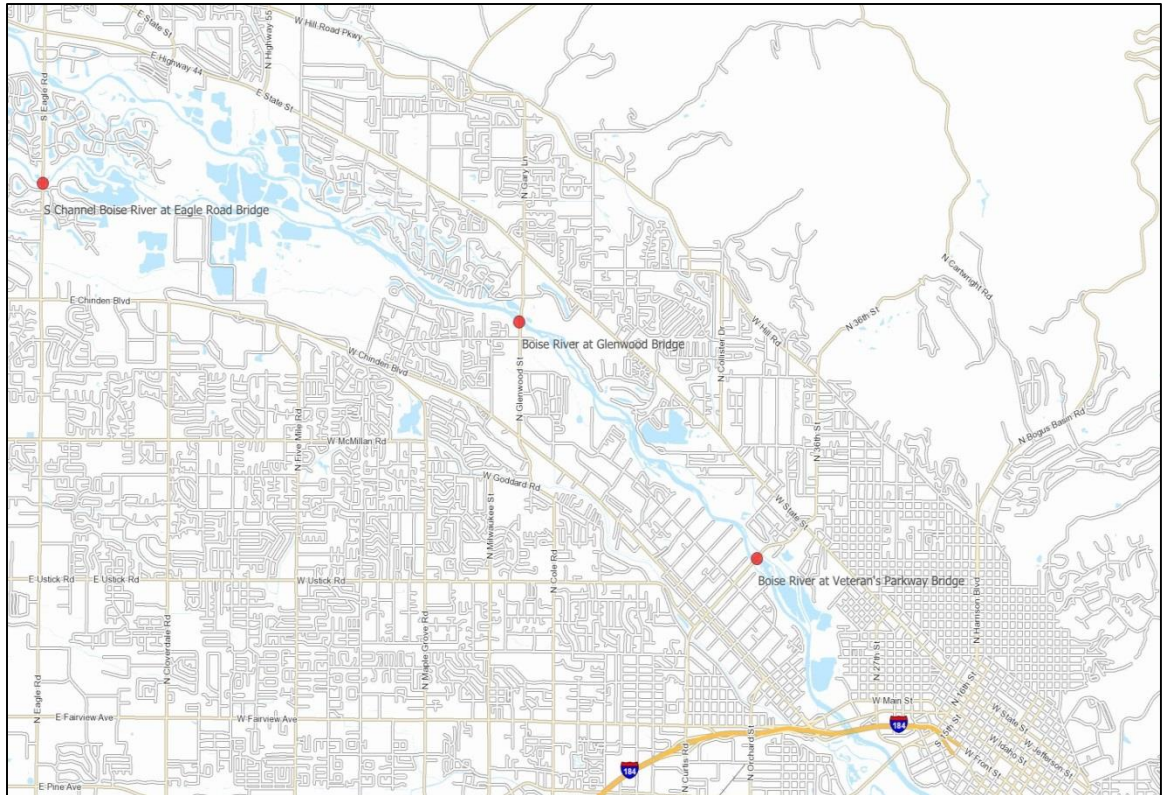 E State St
N Highway 55
W Hill Road Pkwy
E Highway 44
S Eagle Rd
E State St
S Channel Boise River at Eagle Road Bridge
N Gary Ln
N Cartwright Rd
E Chinden Blvd
N 36th St
W Hill Rd
Boise River at Glenwood Bridge
W Chinden Blvd
N Collister Dr
N Glenwood St
N Bogus Basin Rd
N Five Mile Rd
W McMillan Rd
N 36th St
W Goddard Rd
W State St
N Milwaukee St
E Ustick Rd
E Ustick Rd
W Ustick Rd
N Cole Rd
Boise River at Veteran's Parkway Bridge
N Harrison Blvd
N Cloverdale Rd
N Maple Grove Rd
N 27th St
N Eagle Rd
W Main St
N 16th St
E Fairview Ave
W Fairview Ave
184
S 15th St
W State St
W Jefferson St
W Idaho St
W Front St
N Curtis Rd
N Orchard St
184
E Pine Ave